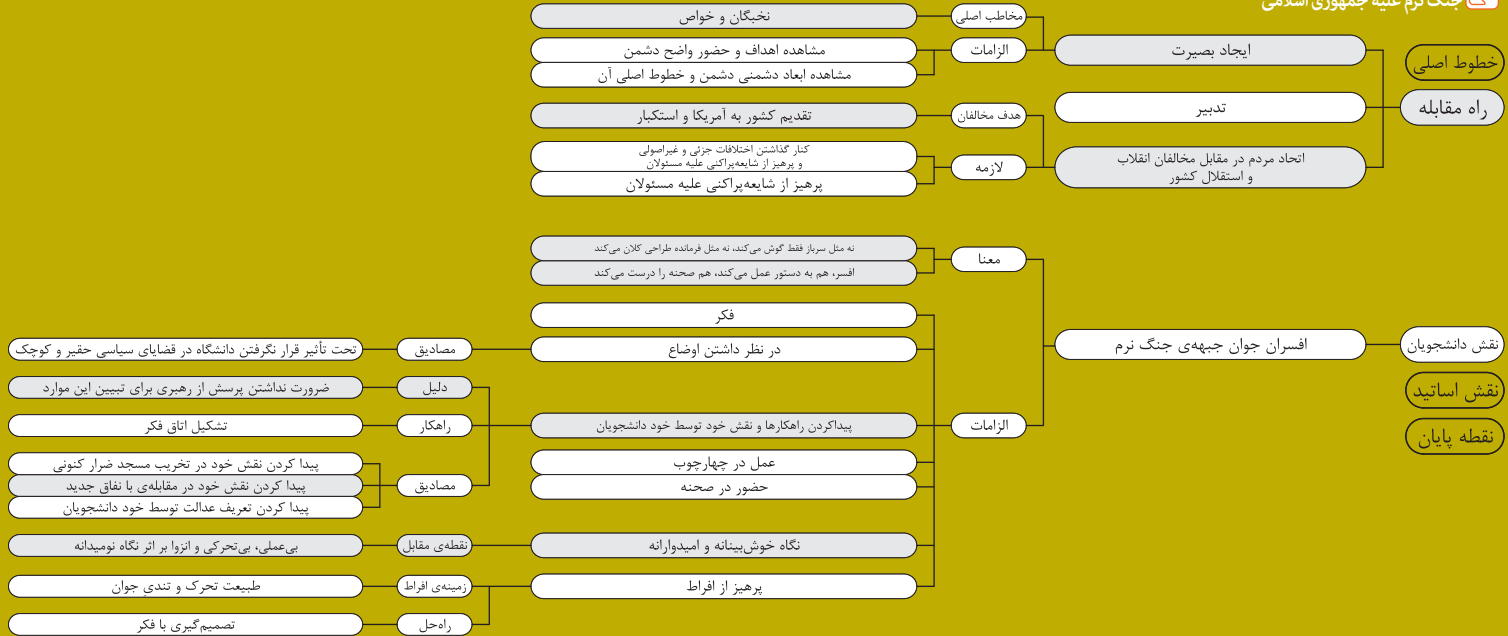 جنگ نرم علیه جمهوری اسلامی
خطوط اصلی
راه مقابله
ایجاد بصیرت
مخاطب اصلی
نخبگان و خواص
الزامات
مشاهده اهداف و حضور واضح دشمن
مشاهده ابعاد دشمنی دشمن و خطوط اصلی آن
تدبیر
اتحاد مردم در مقابل مخالفان انقلاب
و استقلال کشور
هدف مخالفان
تقدیم کشور به آمریکا و استکبار
لازمه
کنار گذاشتن اختلافات جزئی و غیراصولی
و پرهیز از شایعه‌پراکنی علیه مسئولان
پرهیز از شایعه‌پراکنی علیه مسئولان
نقش دانشجویان
افسران جوان جبهه‌ی جنگ نرم
معنا
نه مثل سرباز فقط گوش می‌کند، نه مثل فرمانده طراحی کلان می‌کند
افسر، هم به دستور عمل می‌کند، هم صحنه را درست می‌کند
الزامات
فکر
در نظر داشتن اوضاع
مصادیق
تحت تأثیر قرار نگرفتن دانشگاه در قضایای سیاسی حقیر و کوچک
پیداکردن راهکارها و نقش خود توسط خود دانشجویان
دلیل
ضرورت نداشتن پرسش از رهبری برای تبیین این موارد
راهکار
تشکیل اتاق فکر
مصادیق
پیدا کردن نقش خود در تخریب مسجد ضرار کنونی
پیدا کردن نقش خود در مقابله‌ی با نفاق جدید
پیدا کردن تعریف عدالت توسط خود دانشجویان
عمل در چهارچوب
حضور در صحنه
نگاه خوش‌بینانه و امیدوارانه
نقطه‌ی مقابل
بی‌عملی، بی‌تحرکی و انزوا بر اثر نگاه نومیدانه
پرهیز از افراط
زمینه‌ی افراط
طبیعت تحرک و تندیِ جوان
راه‌حل
تصمیم‌گیری با فکر
نقش اساتید
نقطه پایان